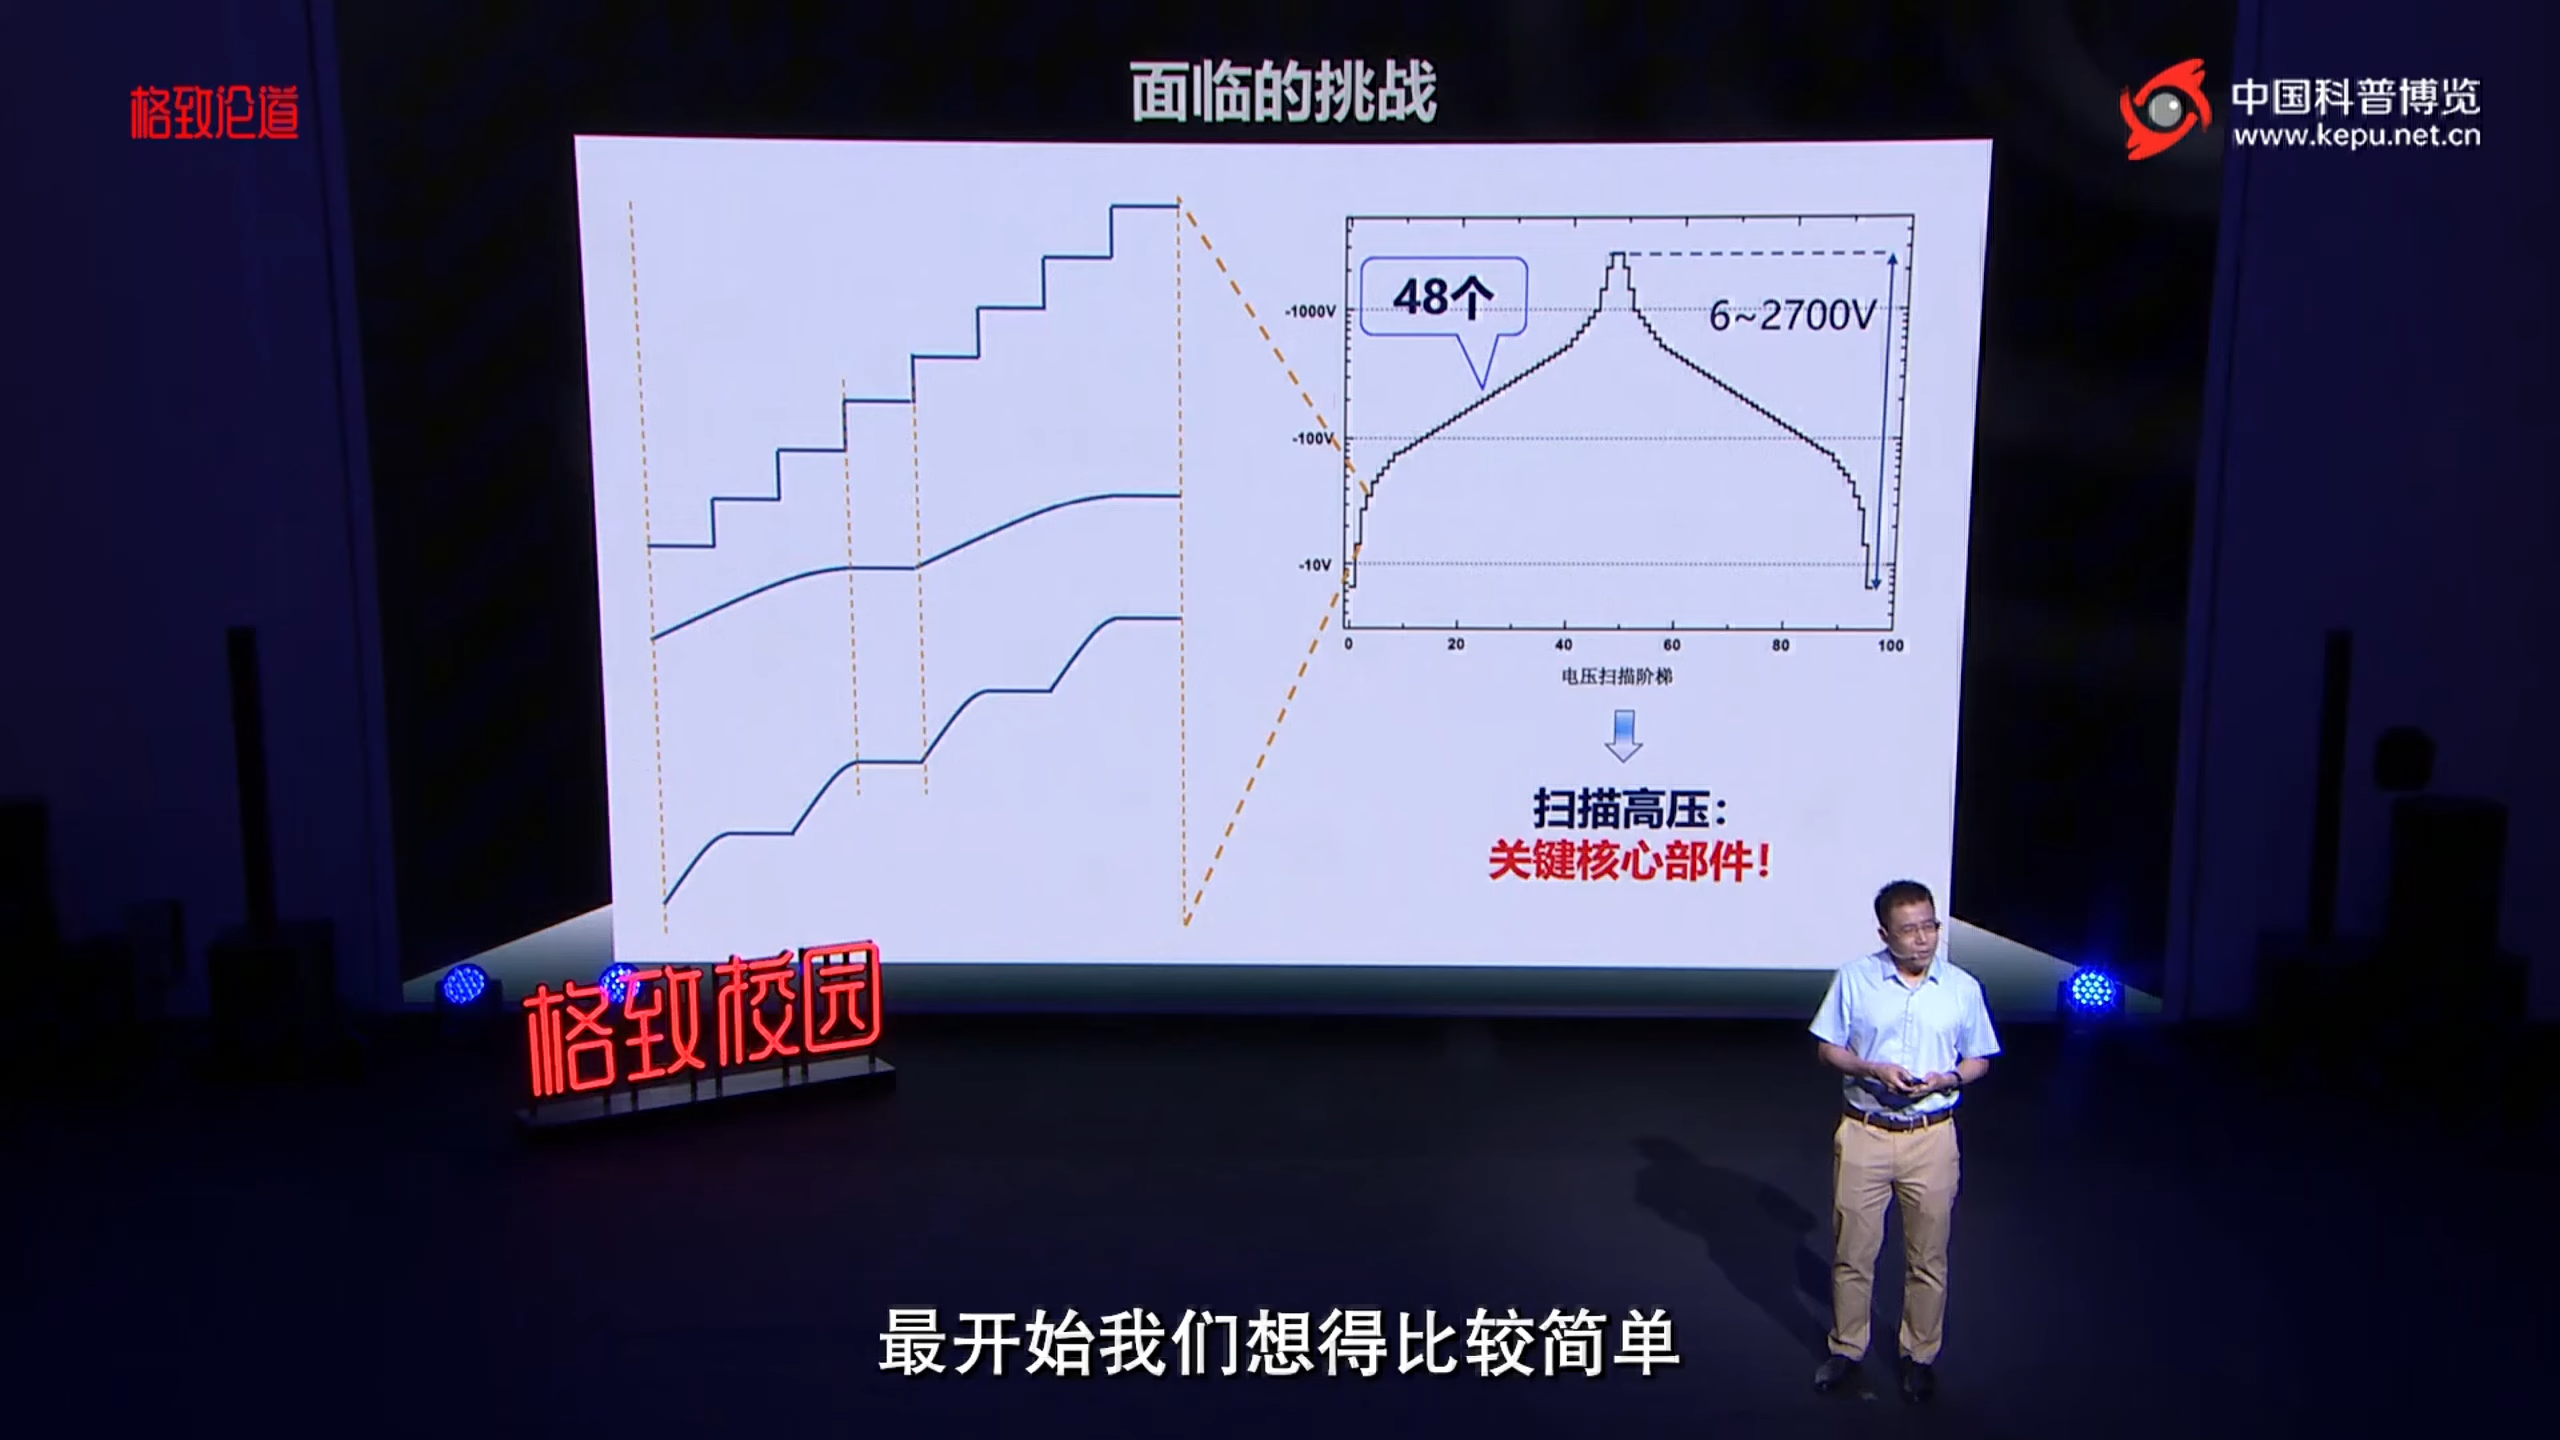 面临的挑战
格致论道
中国科普博览
www.kepu.net.cn
48个
6~2700V
-1000V
-100V
-10V
0 20 40 60 80 100
电压扫描阶梯
扫描高压：
关键核心部件！
格致校园
最开始我们想得比较简单